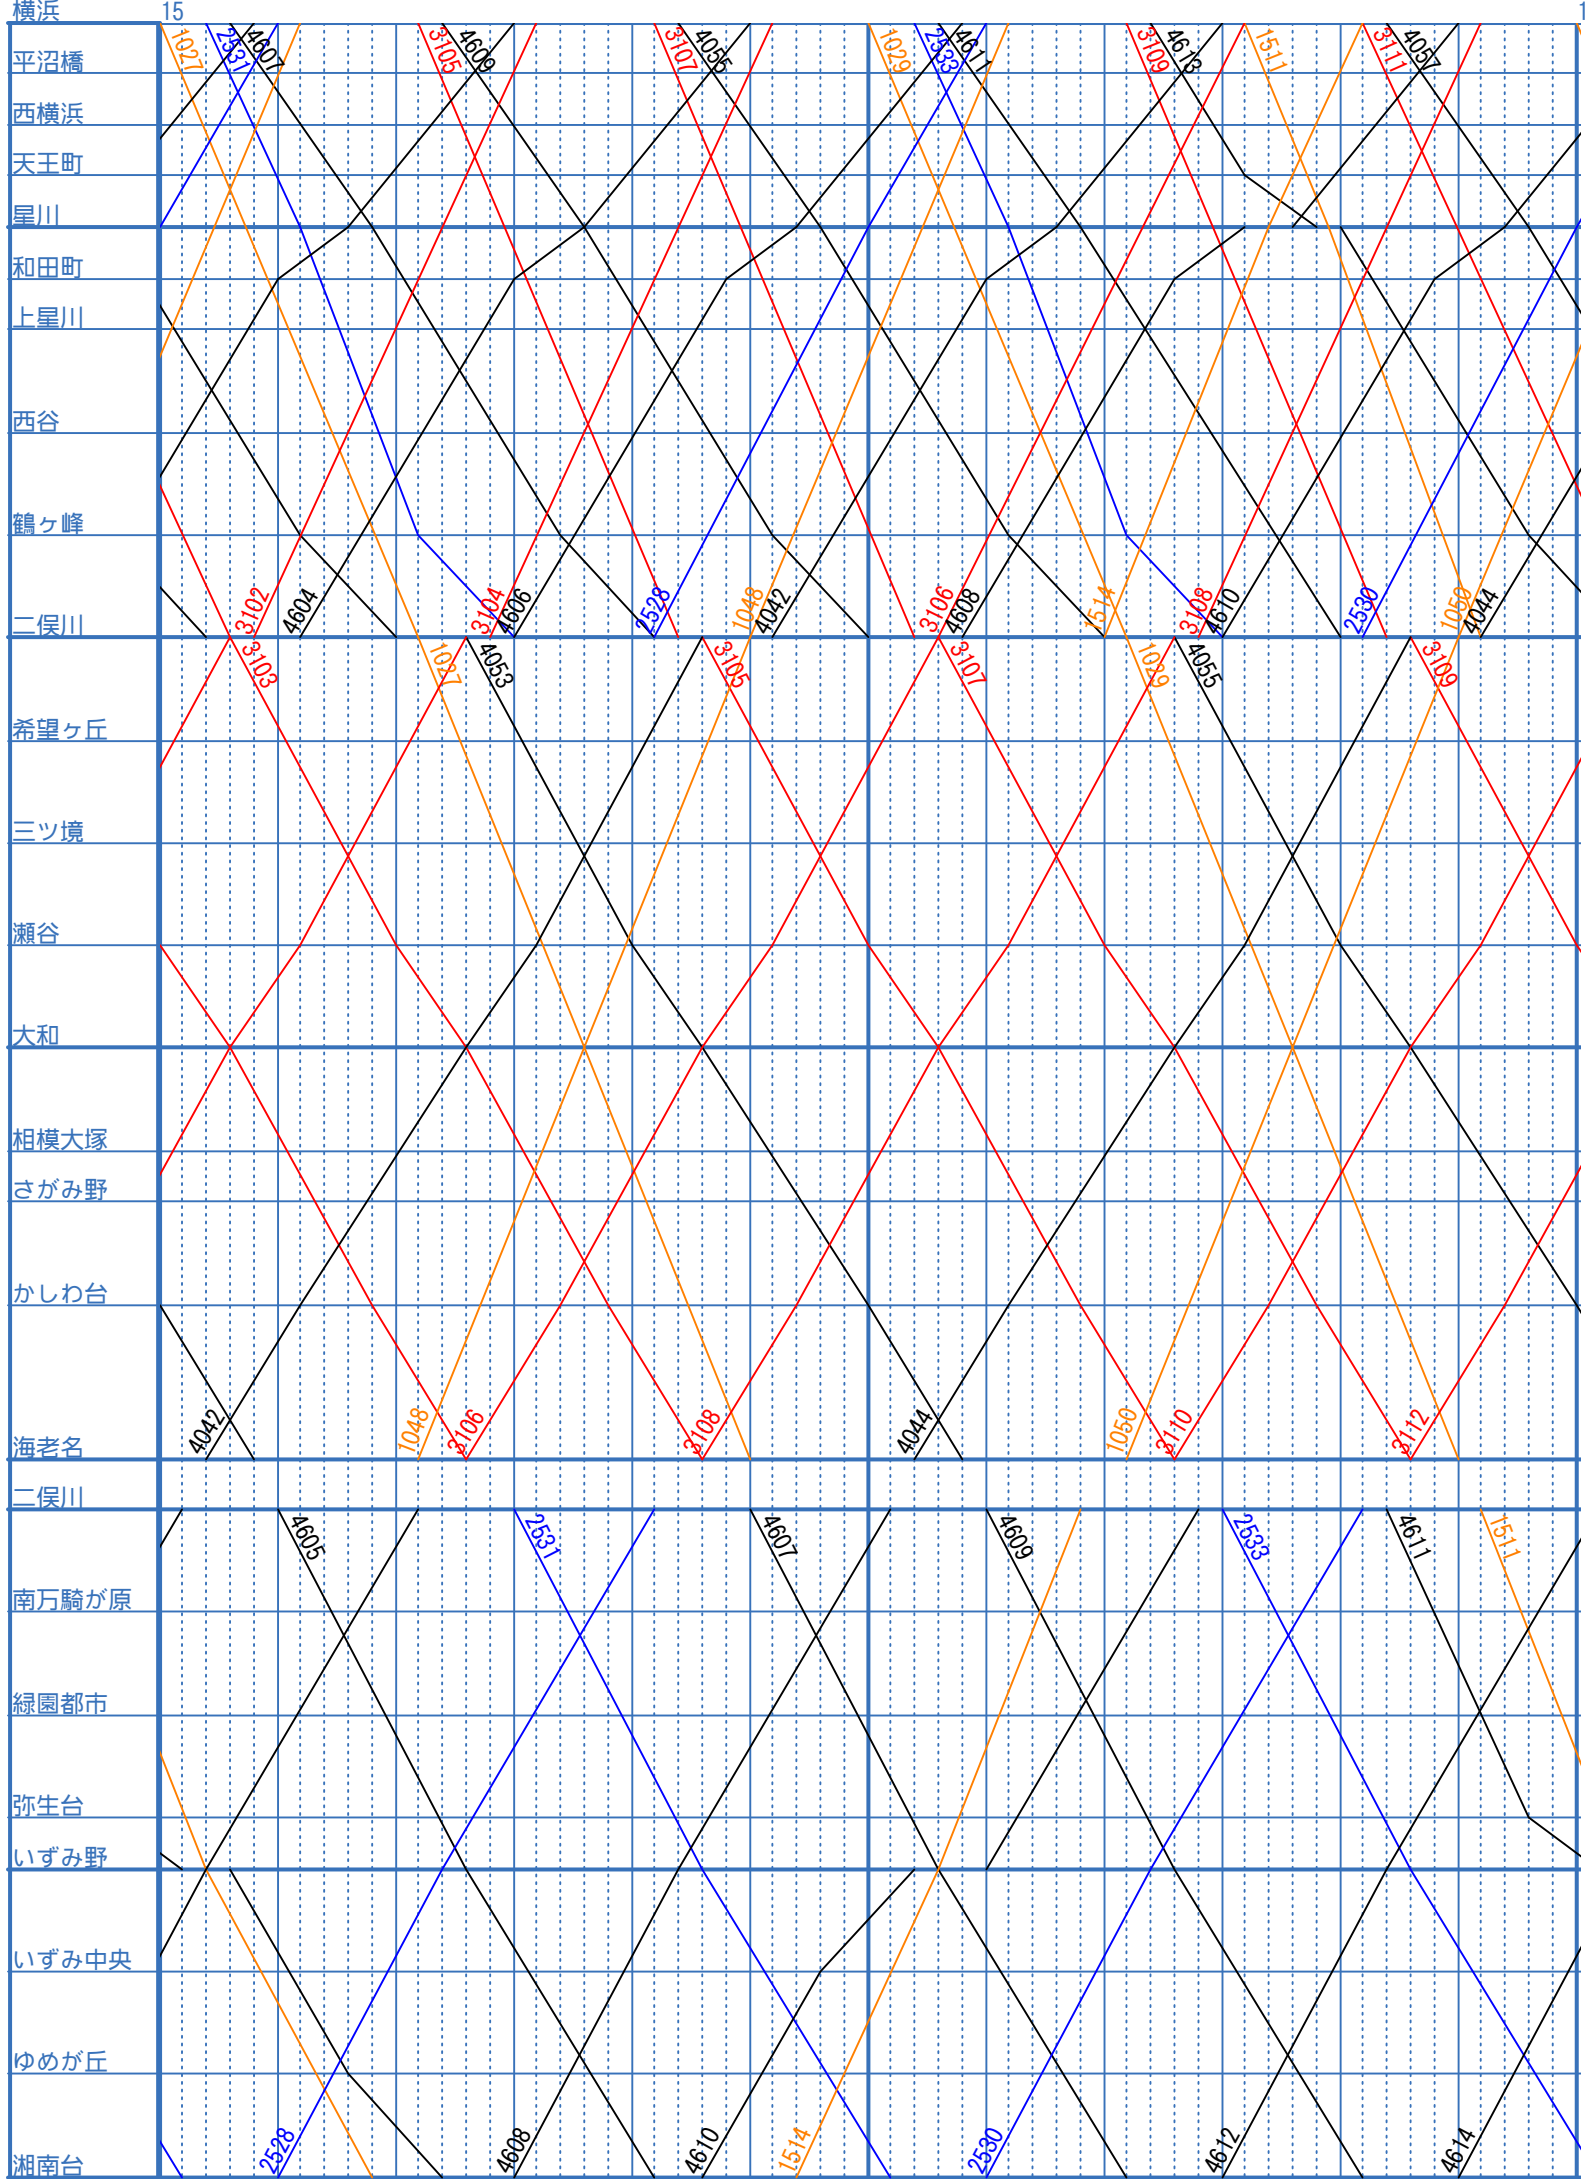 横浜 15 1
1027 2531 4607 3105 4609 3107 4055 1029 2533 4611 3109 4613 1511 3111 4057
平沼橋
西横浜
天王町
星川
和田町
上星川
西谷
鶴ヶ峰
3102 4604 3104 4606 2528 1048 4042 3106 4608 1514 3108 4610 2530 1050 4044
二俣川
3103 1027 4053 3105 3107 1029 4055 3109
希望ヶ丘
三ツ境
瀬谷
大和
相模大塚
さがみ野
かしわ台
4042 1048 3106 3108 4044 1050 3110 3112
海老名
二俣川
4605 2531 4607 4609 2533 4611 1511
南万騎が原
緑園都市
弥生台
いずみ野
いずみ中央
ゆめが丘
2528 4608 4610 1514 2530 4612 4614
湘南台